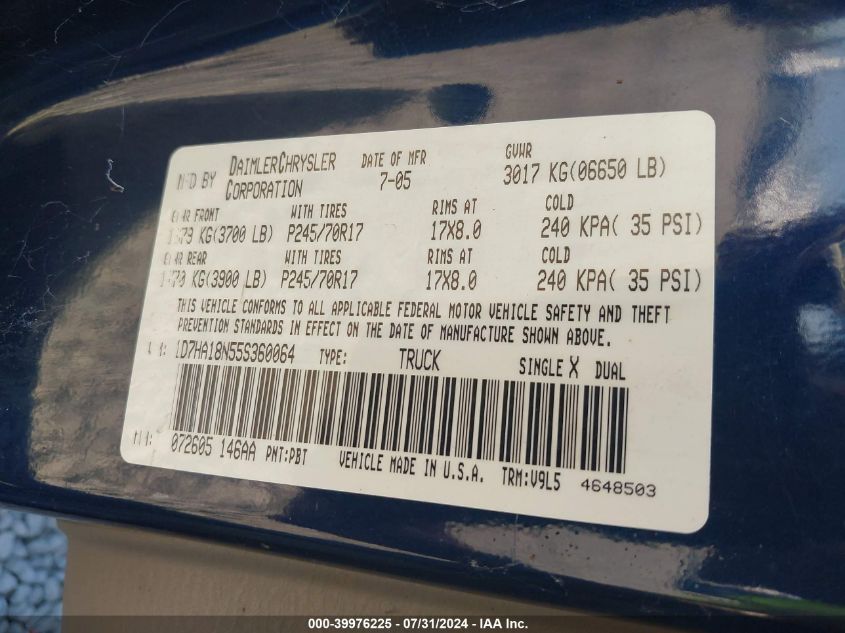 MFD BY DAIMLERCHRYSLER CORPORATION DATE OF MFR 7-05 GVWR 3017 KG(06650 LB)
FRONT WITH TIRES RIMS AT COLD
KG(3700 LB) P245/70R17 17X8.0 240 KPA( 35 PSI)
REAR WITH TIRES RIMS AT COLD
KG(3900 LB) P245/70R17 17X8.0 240 KPA( 35 PSI)
THIS VEHICLE CONFORMS TO ALL APPLICABLE FEDERAL MOTOR VEHICLE SAFETY AND THEFT
PREVENTION STANDARDS IN EFFECT ON THE DATE OF MANUFACTURE SHOWN ABOVE.
1D7HA18N55S360064 TYPE: TRUCK SINGLE X DUAL
072605 146AA PNT:PBT VEHICLE MADE IN U.S.A. TRM:V9L5 4648503
000-39976225 - 07/31/2024 - IAA Inc.